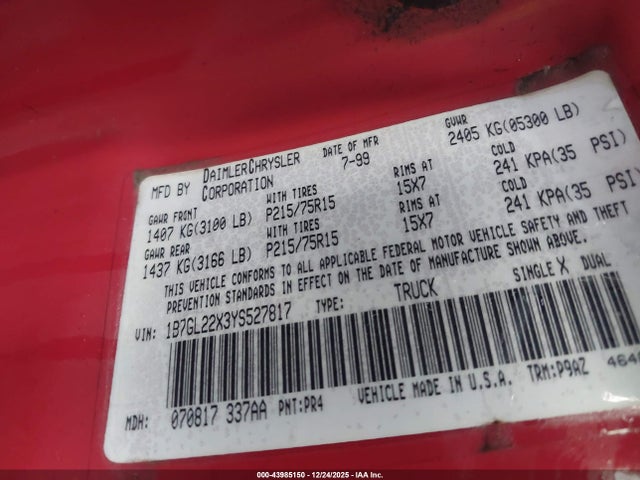 MFD BY DAIMLERCHRYSLER CORPORATION DATE OF MFR 7-99 GVWR 2405 KG(05300 LB)
GAWR FRONT WITH TIRES RIMS AT COLD
1407 KG(3100 LB) P215/75R15 15X7 241 KPA(35 PSI)
GAWR REAR WITH TIRES RIMS AT COLD
1437 KG(3166 LB) P215/75R15 15X7 241 KPA(35 PSI)
THIS VEHICLE CONFORMS TO ALL APPLICABLE FEDERAL MOTOR VEHICLE SAFETY AND THEFT
PREVENTION STANDARDS IN EFFECT ON THE DATE OF MANUFACTURE SHOWN ABOVE.
VIN: 1B7GL22X3YS527817 TYPE: TRUCK SINGLE X DUAL
MDH: 070817 337AA PNT:PR4 VEHICLE MADE IN U.S.A. TRM:P9AZ 464
000-43985150 - 12/24/2025 - IAA Inc.